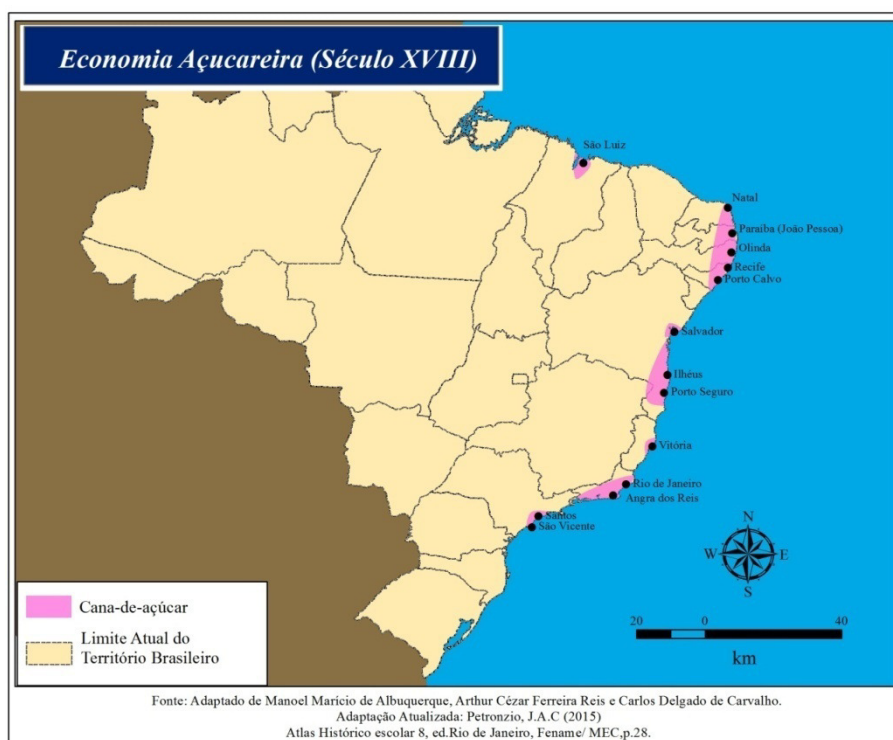 Economia Açucareira (Século XVIII)
São Luiz
Natal
Paraíba (João Pessoa)
Olinda
Recife
Porto Calvo
Salvador
Ilhéus
Porto Seguro
Vitória
Rio de Janeiro
Angra dos Reis
Santos
São Vicente
N
W
E
S
20
0
40
km
Cana-de-açúcar
Limite Atual do
Território Brasileiro
Fonte: Adaptado de Manoel Marício de Albuquerque, Arthur Cézar Ferreira Reis e Carlos Delgado de Carvalho.
Adaptação Atualizada: Petronzio, J.A.C (2015)
Atlas Histórico escolar 8, ed.Rio de Janeiro, Fename/ MEC,p.28.